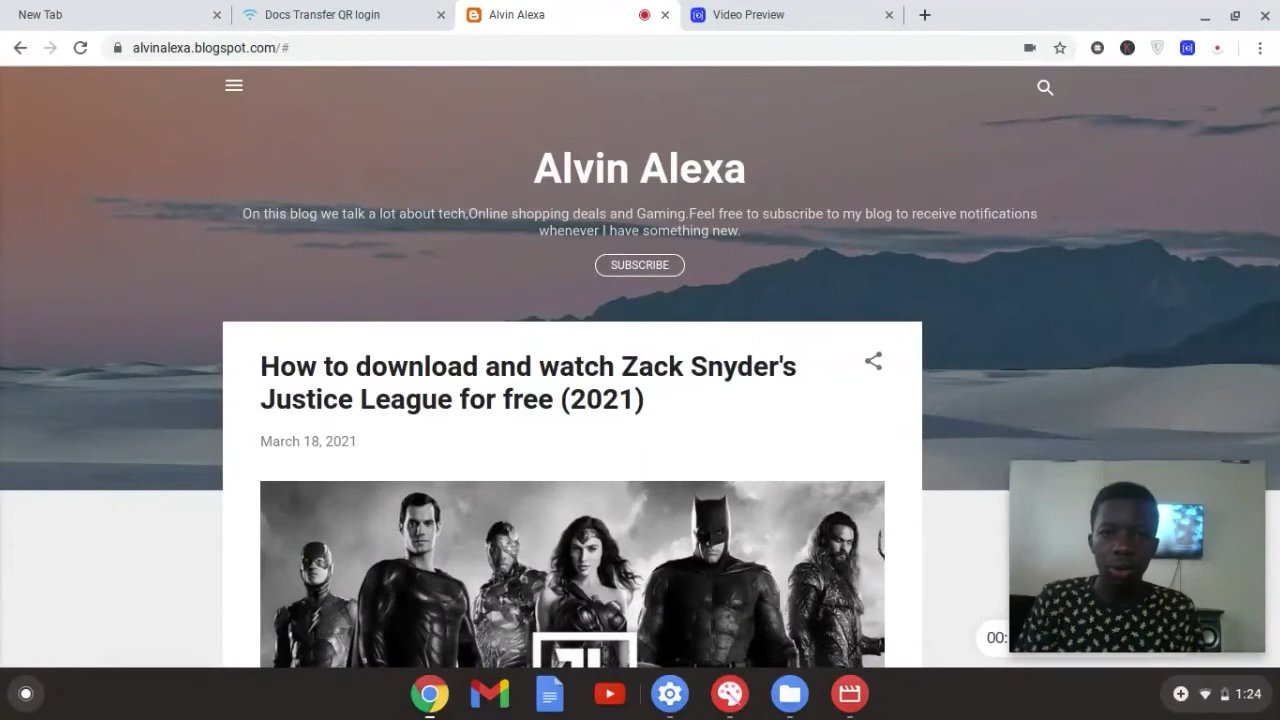 New Tab
Docs Transfer QR login
Alvin Alexa
Video Preview
alvinalexa.blogspot.com/#
Alvin Alexa
On this blog we talk a lot about tech,Online shopping deals and Gaming.Feel free to subscribe to my blog to receive notifications
whenever I have something new.
SUBSCRIBE
How to download and watch Zack Snyder's
Justice League for free (2021)
March 18, 2021
00:
1:24